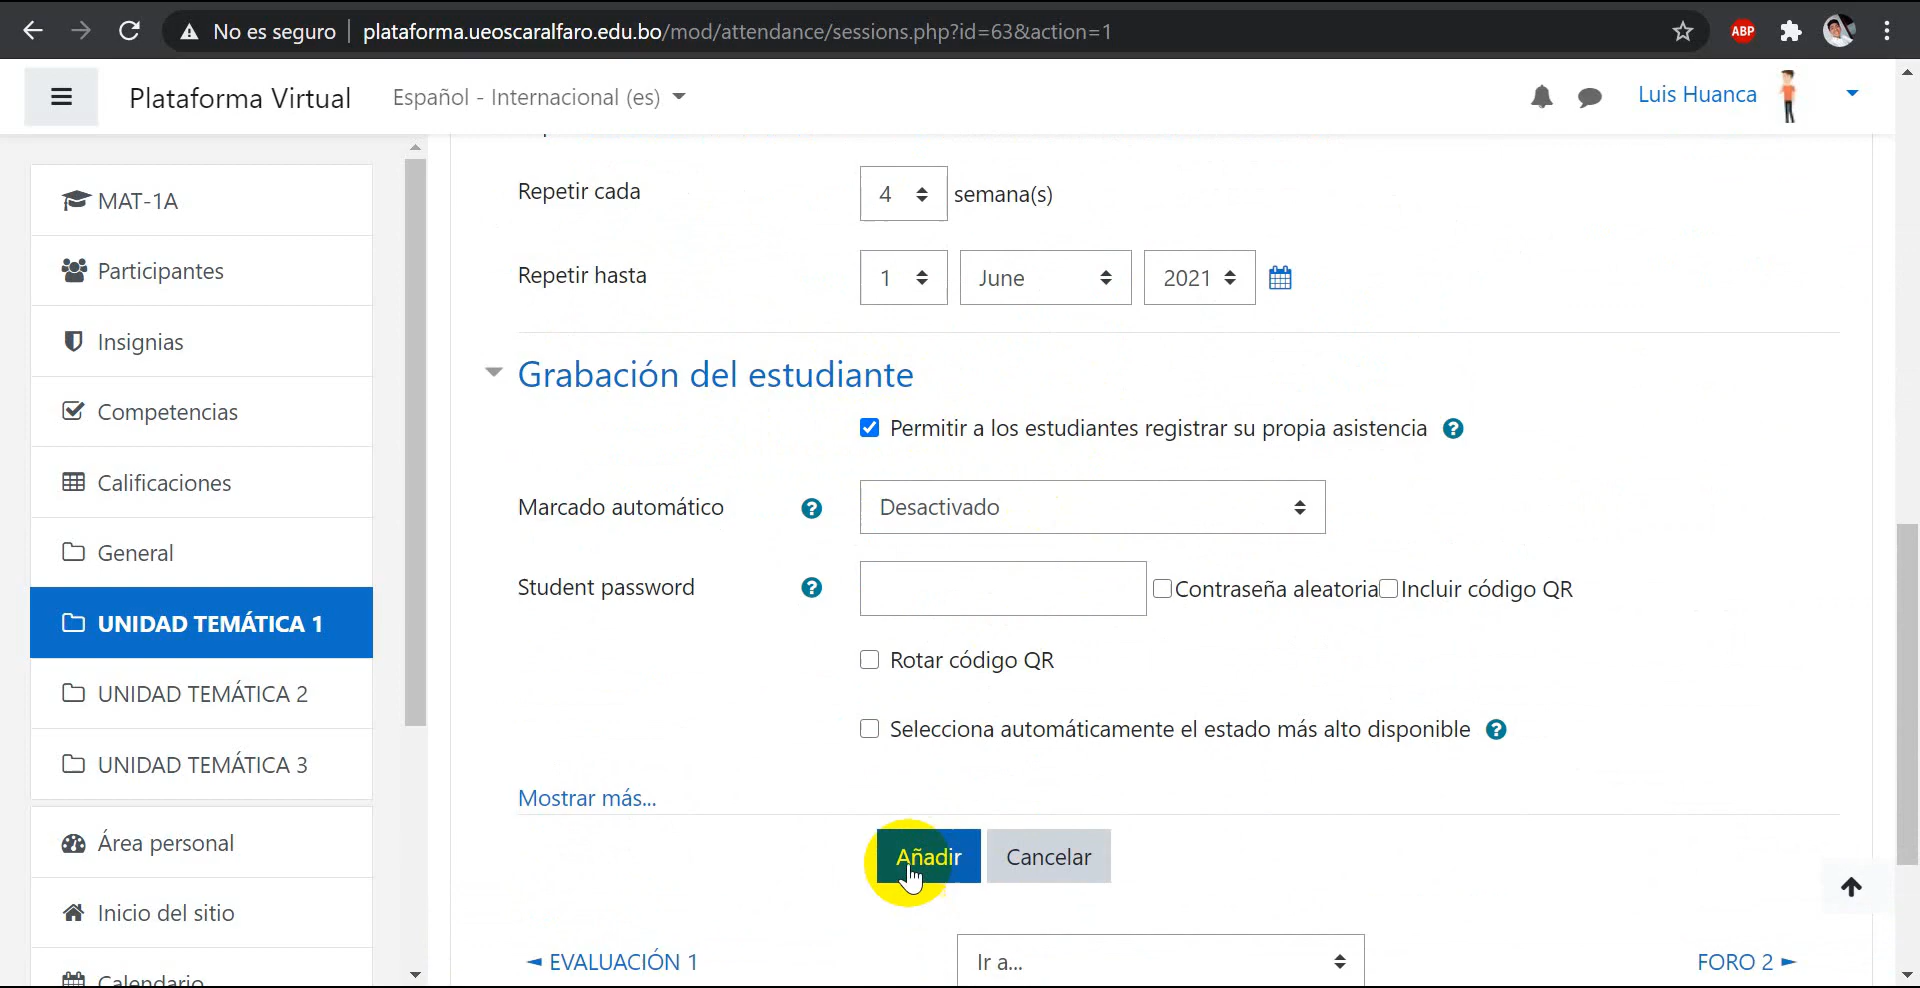 No es seguro | plataforma.ueoscaralfaro.edu.bo/mod/attendance/sessions.php?id=63&action=1
ABP
Plataforma Virtual Español - Internacional (es) Luis Huanca
MAT-1A
Participantes
Insignias
Competencias
Calificaciones
General
UNIDAD TEMÁTICA 1
UNIDAD TEMÁTICA 2
UNIDAD TEMÁTICA 3
Área personal
Inicio del sitio
Calendario
Repetir cada 4 semana(s)
Repetir hasta 1 June 2021
Grabación del estudiante
Permitir a los estudiantes registrar su propia asistencia
Marcado automático Desactivado
Student password Contraseña aleatoria Incluir código QR
Rotar código QR
Selecciona automáticamente el estado más alto disponible
Mostrar más...
Añadir Cancelar
◄ EVALUACIÓN 1 Ir a... FORO 2 ►